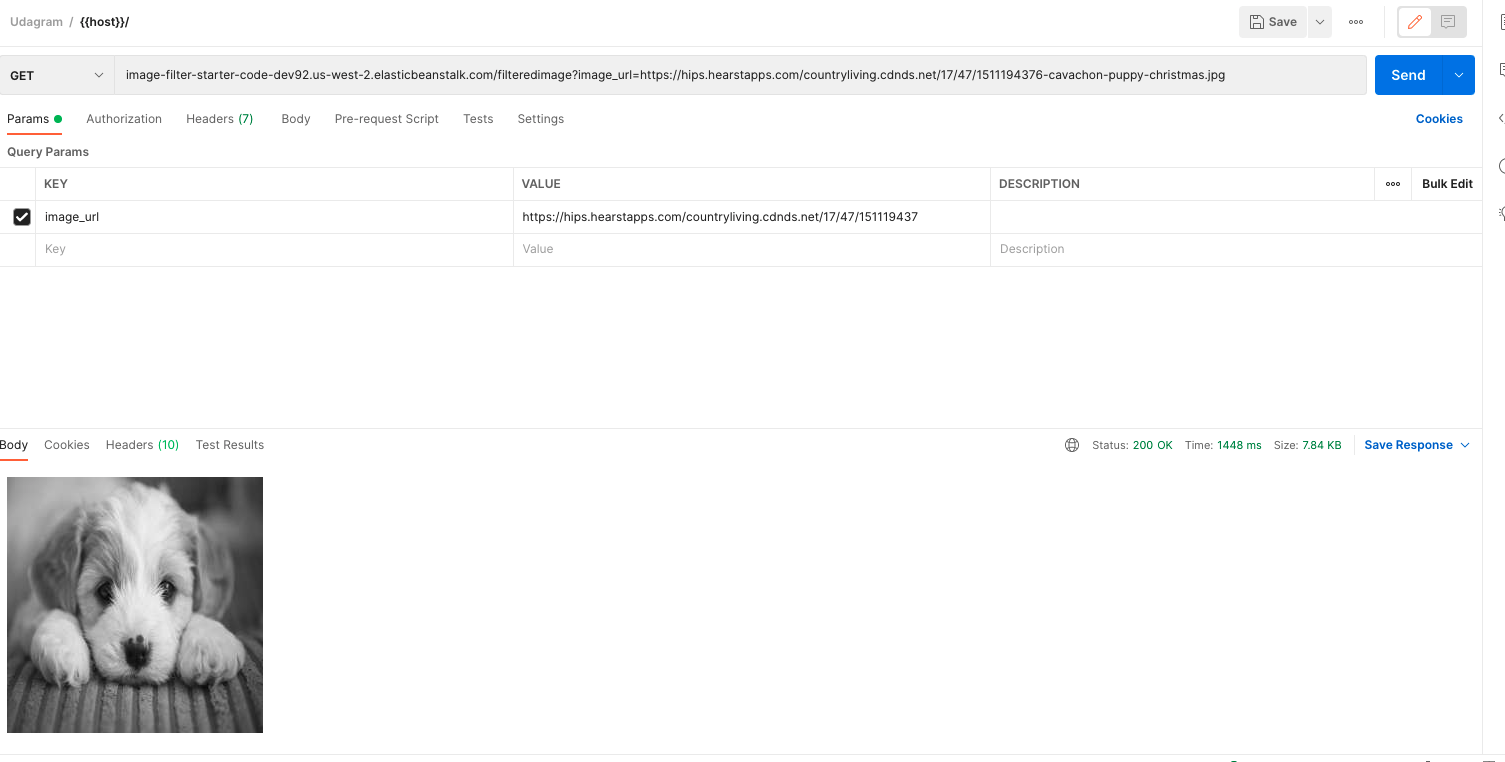 Udagram / {{host}}/
Save
GET
image-filter-starter-code-dev92.us-west-2.elasticbeanstalk.com/filteredimage?image_url=https://hips.hearstapps.com/countryliving.cdnds.net/17/47/1511194376-cavachon-puppy-christmas.jpg
Send
Params Authorization Headers (7) Body Pre-request Script Tests Settings Cookies
Query Params
KEY VALUE DESCRIPTION Bulk Edit
image_url https://hips.hearstapps.com/countryliving.cdnds.net/17/47/151119437
Key Value Description
Body Cookies Headers (10) Test Results Status: 200 OK Time: 1448 ms Size: 7.84 KB Save Response